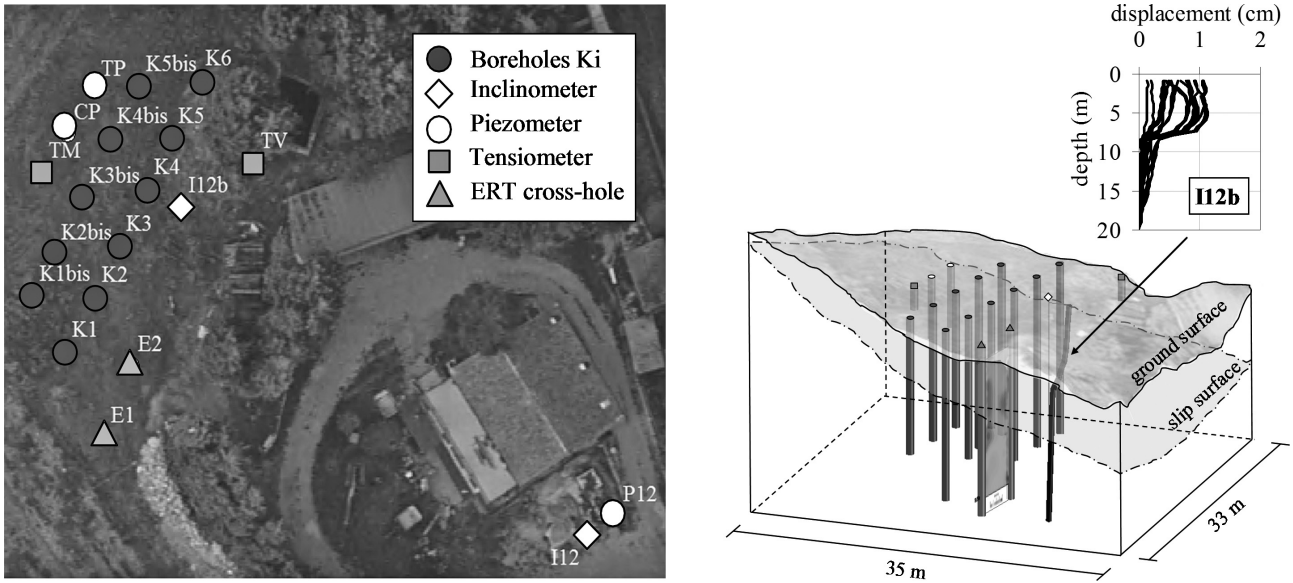 TP
K5bis
K6
CP
K4bis
K5
TM
TV
K3bis
K4
I12b
K2bis
K3
K1bis
K2
K1
E2
E1
P12
I12
Boreholes Ki
Inclinometer
Piezometer
Tensiometer
ERT cross-hole
displacement (cm)
0 1 2
depth (m)
0
5
10
15
20
I12b
ground surface
slip surface
35 m
33 m